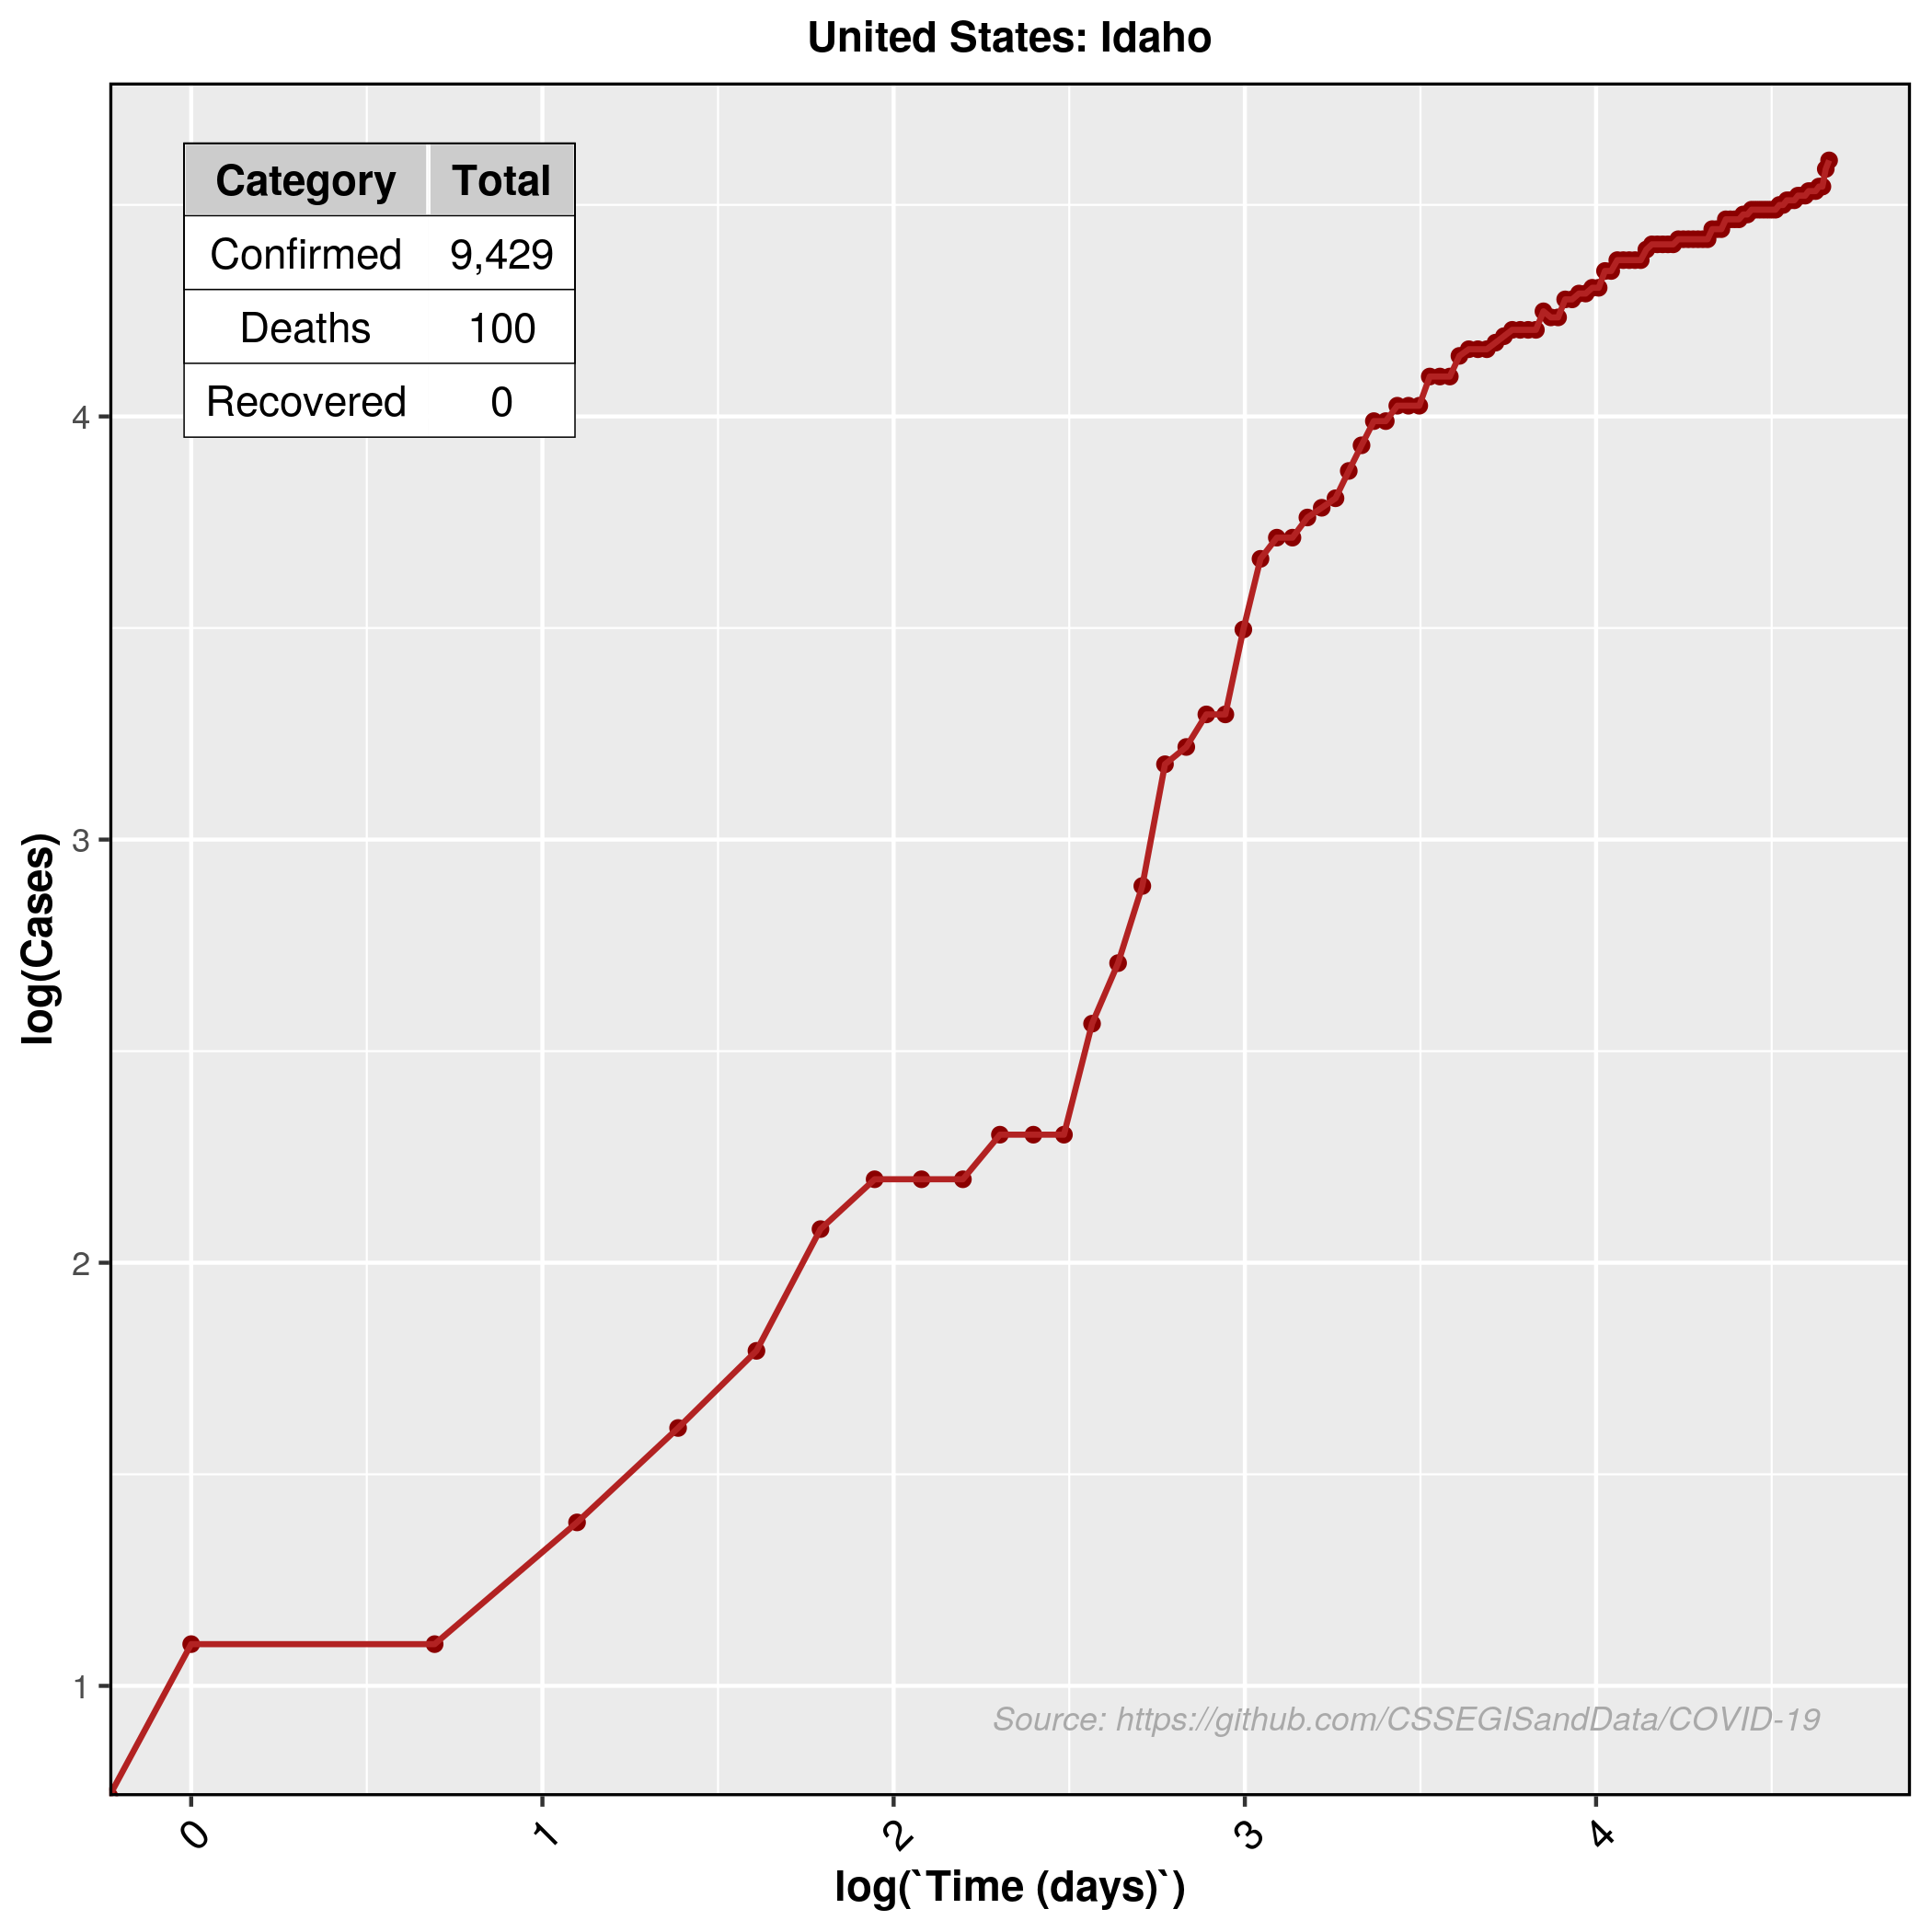 United States: Idaho
Category Total
Confirmed 9,429
Deaths 100
Recovered 0
4
3
2
1
log(Cases)
Source: https://github.com/CSSEGISandData/COVID-19
0 1 2 3 4
log(`Time (days)`)